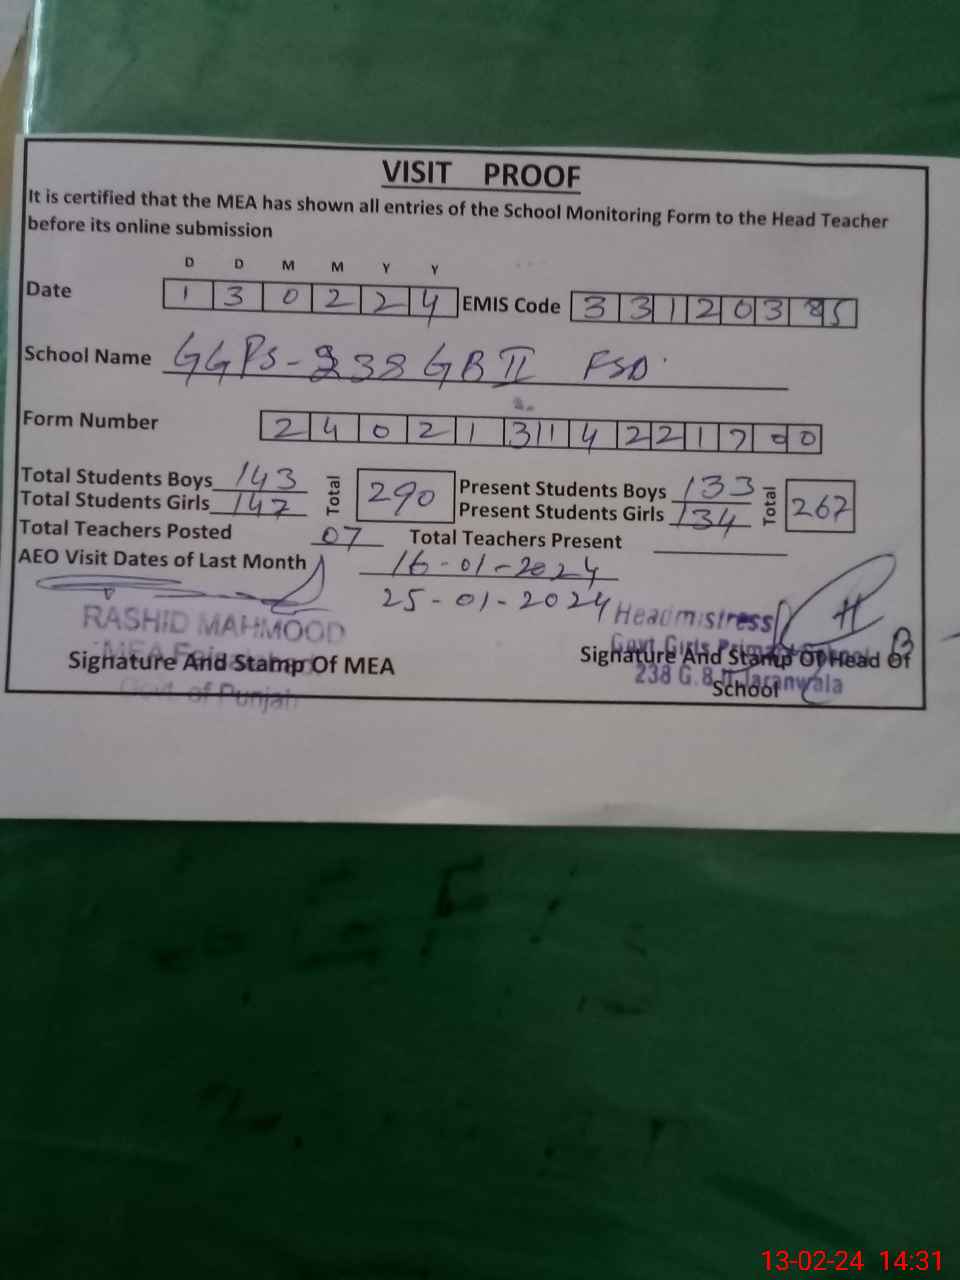 VISIT PROOF
It is certified that the MEA has shown all entries of the School Monitoring Form to the Head Teacher
before its online submission
D D M M Y Y
Date 1 3 0 2 2 4 EMIS Code 3 3 1 2 0 3 8 5
School Name GGPS-238 GB II FSD.
Form Number 2 4 0 2 1 3 1 4 2 2 1 7 0 0
Total Students Boys 143 Total 290 Present Students Boys 133 Total 267
Total Students Girls 147 Present Students Girls 134
Total Teachers Posted 07 Total Teachers Present
AEO Visit Dates of Last Month 16-01-2024
25-01-2024
RASHID MAHMOOD
Govt. of Punjab
Signature And Stamp Of MEA
Headmistress
Govt. Girls Primary School
238 G.B II Jaranwala
Signature And Stamp Of Head Of
School
13-02-24 14:31